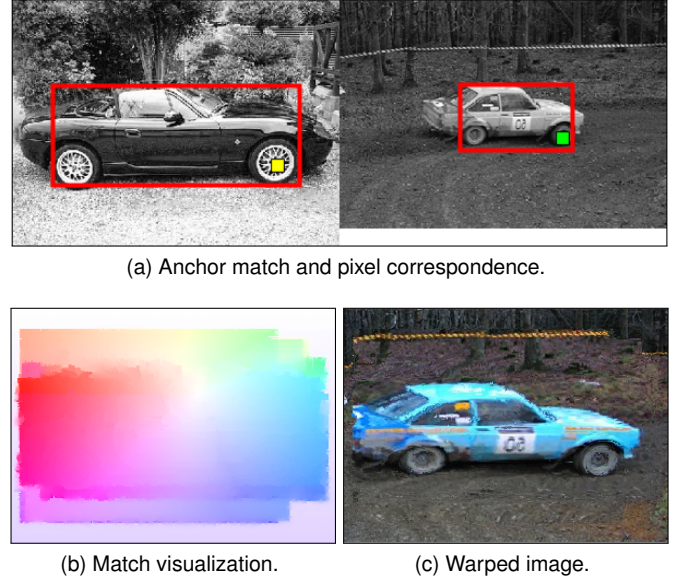 (a) Anchor match and pixel correspondence.
(b) Match visualization.
(c) Warped image.